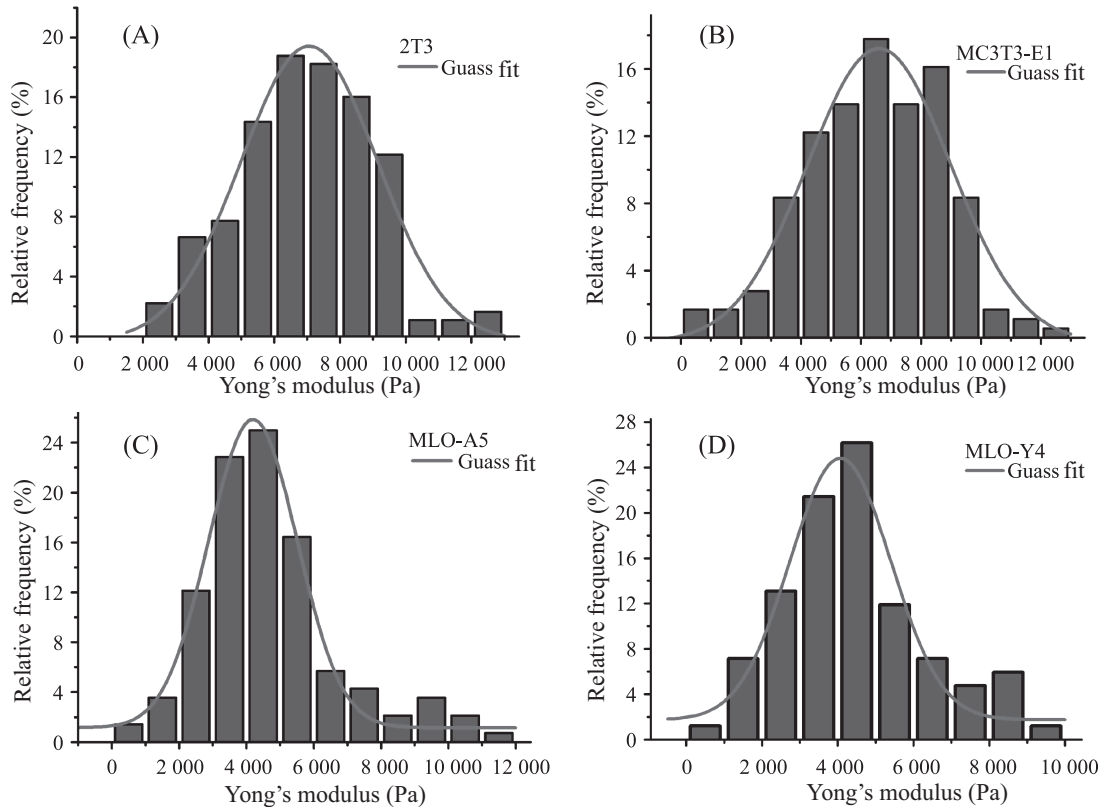 (A)
2T3
Guass fit
Relative frequency (%)
20
16
12
8
4
0
0 2 000 4 000 6 000 8 000 10 000 12 000
Yong’s modulus (Pa)
(B)
MC3T3-E1
Guass fit
Relative frequency (%)
16
12
8
4
0
0 2 000 4 000 6 000 8 000 10 000 12 000
Yong’s modulus (Pa)
(C)
MLO-A5
Guass fit
Relative frequency (%)
24
20
16
12
8
4
0
0 2 000 4 000 6 000 8 000 10 000 12 000
Yong’s modulus (Pa)
(D)
MLO-Y4
Guass fit
Relative frequency (%)
28
24
20
16
12
8
4
0
0 2 000 4 000 6 000 8 000 10 000
Yong’s modulus (Pa)